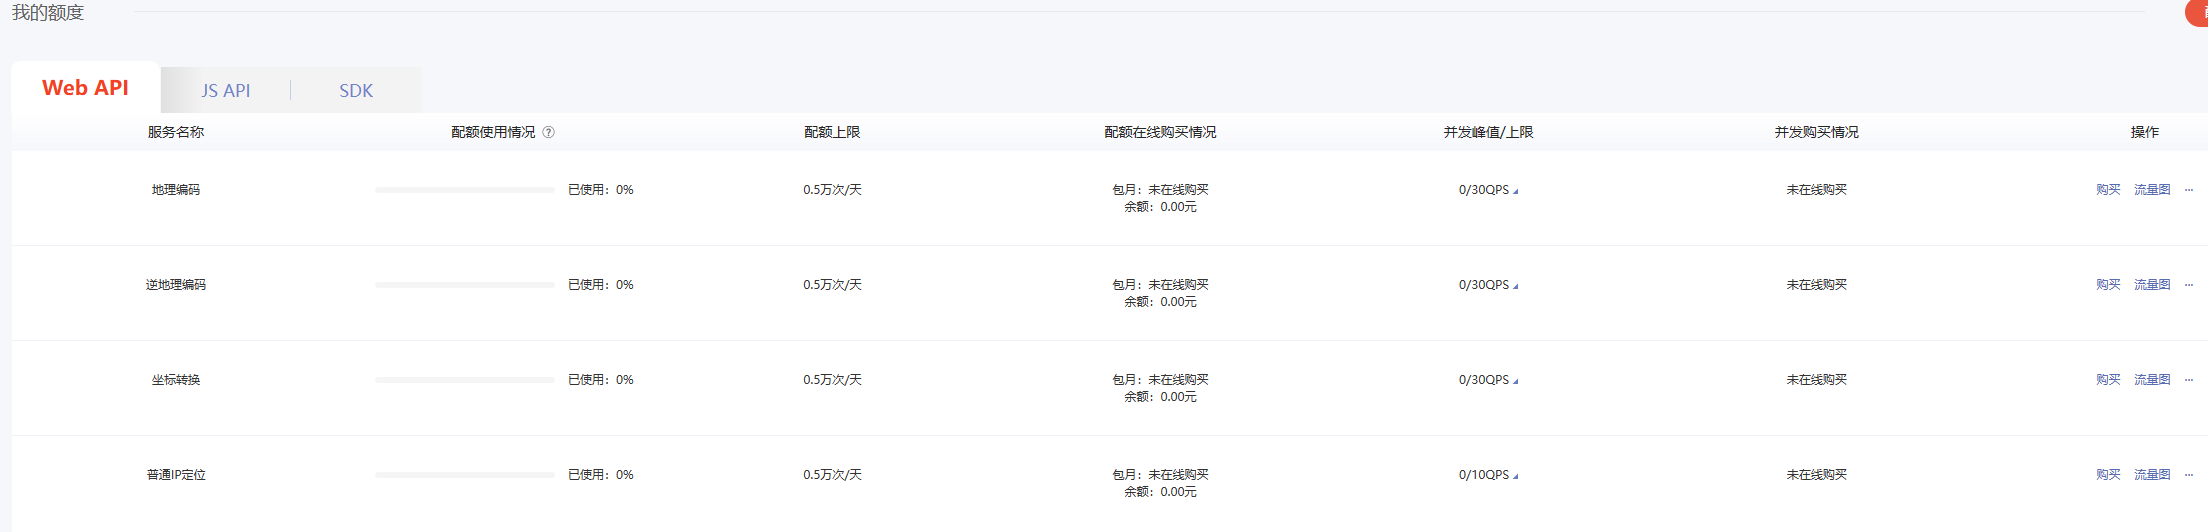 我的额度
Web API
JS API
SDK
服务名称 配额使用情况 ? 配额上限 配额在线购买情况 并发峰值/上限 并发购买情况 操作
地理编码 已使用：0% 0.5万次/天 包月：未在线购买 0/30QPS 未在线购买 购买 流量图 ···
余额：0.00元
逆地理编码 已使用：0% 0.5万次/天 包月：未在线购买 0/30QPS 未在线购买 购买 流量图 ···
余额：0.00元
坐标转换 已使用：0% 0.5万次/天 包月：未在线购买 0/30QPS 未在线购买 购买 流量图 ···
余额：0.00元
普通IP定位 已使用：0% 0.5万次/天 包月：未在线购买 0/10QPS 未在线购买 购买 流量图 ···
余额：0.00元